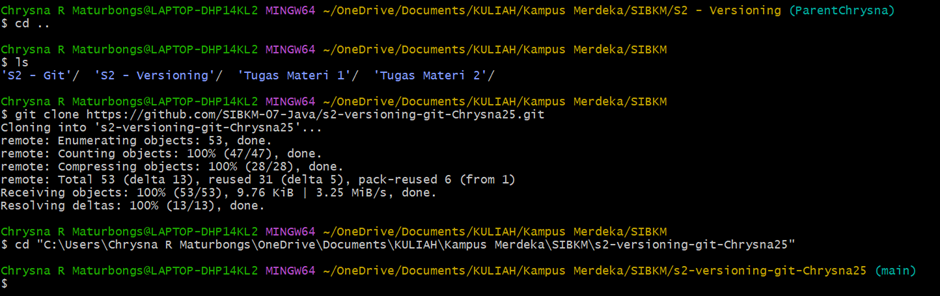 Chrysna R Maturbongs@LAPTOP-DHP14KL2 MINGW64 ~/OneDrive/Documents/KULIAH/Kampus Merdeka/SIBKM/S2 - Versioning (ParentChrysna)
$ cd ..
Chrysna R Maturbongs@LAPTOP-DHP14KL2 MINGW64 ~/OneDrive/Documents/KULIAH/Kampus Merdeka/SIBKM
$ ls
'S2 - Git'/  'S2 - Versioning'/  'Tugas Materi 1'/  'Tugas Materi 2'/
Chrysna R Maturbongs@LAPTOP-DHP14KL2 MINGW64 ~/OneDrive/Documents/KULIAH/Kampus Merdeka/SIBKM
$ git clone https://github.com/SIBKM-07-Java/s2-versioning-git-Chrysna25.git
Cloning into 's2-versioning-git-Chrysna25'...
remote: Enumerating objects: 53, done.
remote: Counting objects: 100% (47/47), done.
remote: Compressing objects: 100% (28/28), done.
remote: Total 53 (delta 13), reused 31 (delta 5), pack-reused 6 (from 1)
Receiving objects: 100% (53/53), 9.76 KiB | 3.25 MiB/s, done.
Resolving deltas: 100% (13/13), done.
Chrysna R Maturbongs@LAPTOP-DHP14KL2 MINGW64 ~/OneDrive/Documents/KULIAH/Kampus Merdeka/SIBKM
$ cd "C:\Users\Chrysna R Maturbongs\OneDrive\Documents\KULIAH\Kampus Merdeka\SIBKM\s2-versioning-git-Chrysna25"
Chrysna R Maturbongs@LAPTOP-DHP14KL2 MINGW64 ~/OneDrive/Documents/KULIAH/Kampus Merdeka/SIBKM/s2-versioning-git-Chrysna25 (main)
$